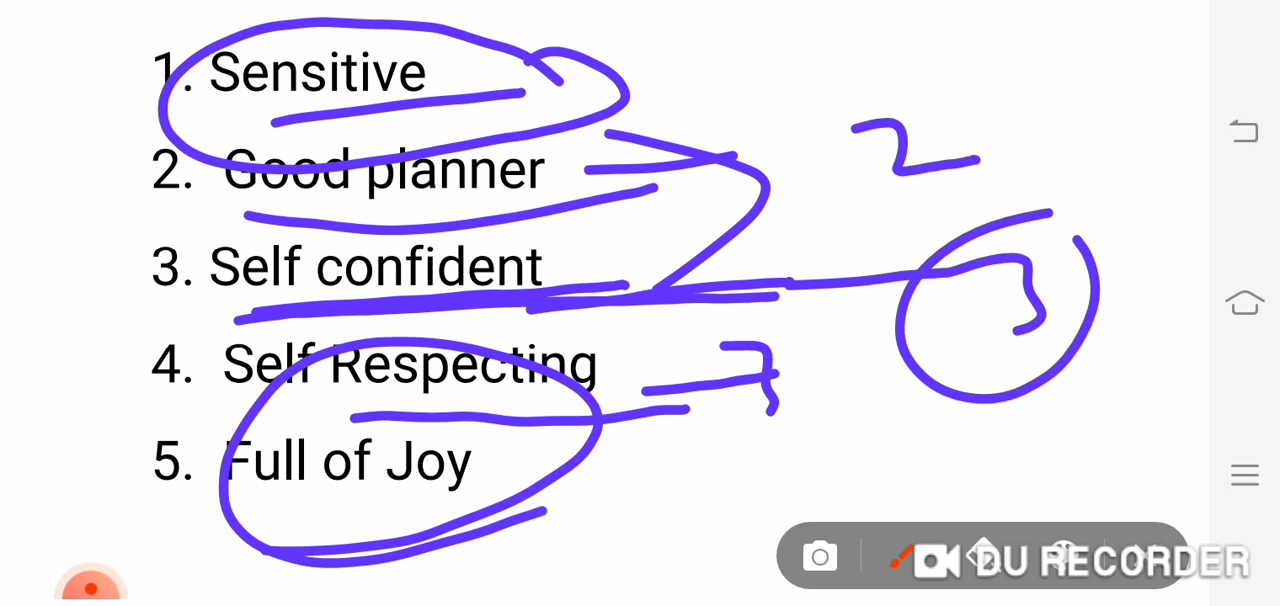 1. Sensitive
2. Good planner
2
3. Self confident
3
4. Self Respecting
7
5. Full of Joy
DU RECORDER